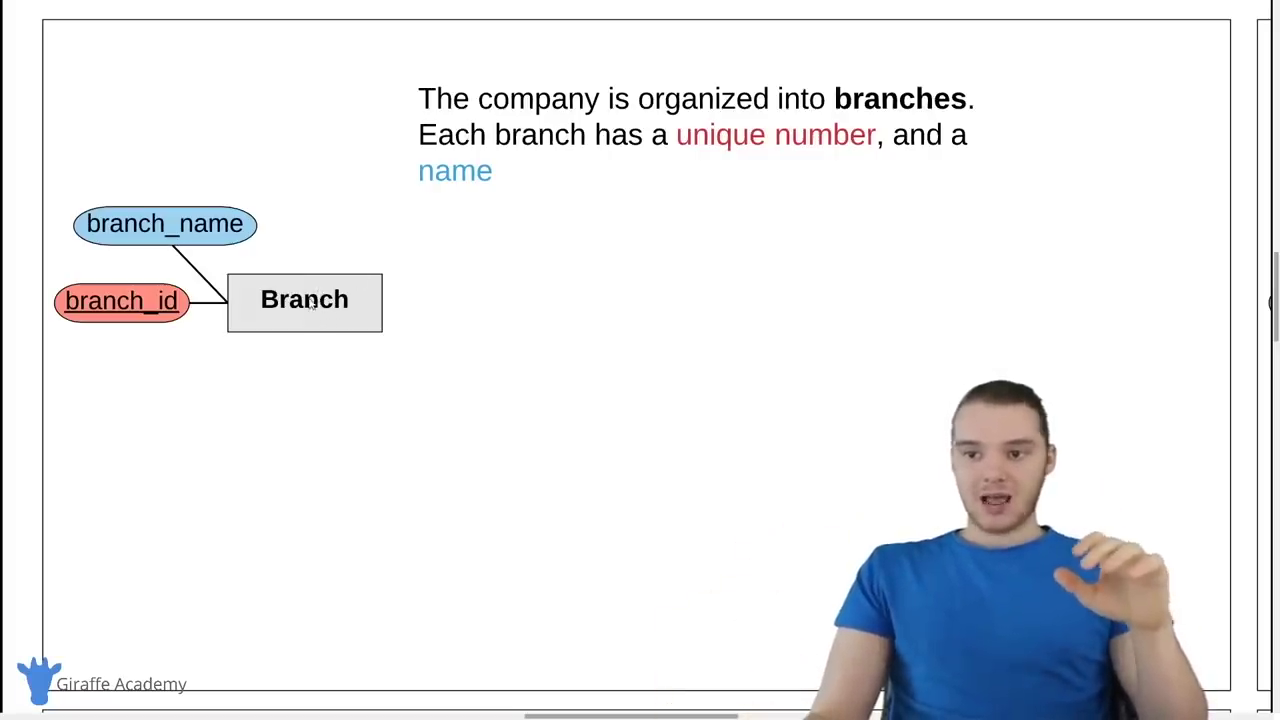 The company is organized into branches.
Each branch has a unique number, and a
name
branch_name
branch_id
Branch
Giraffe Academy